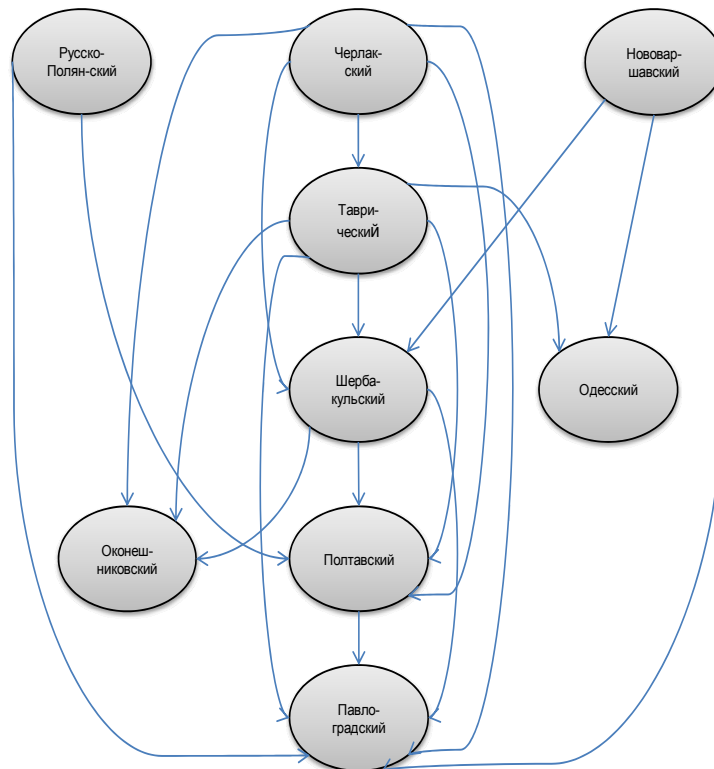 Русско-
Полян-ский
Черлак-
ский
Нововар-
шавский
Таври-
ческий
Шерба-
кульский
Одесский
Оконеш-
никовский
Полтавский
Павло-
градский